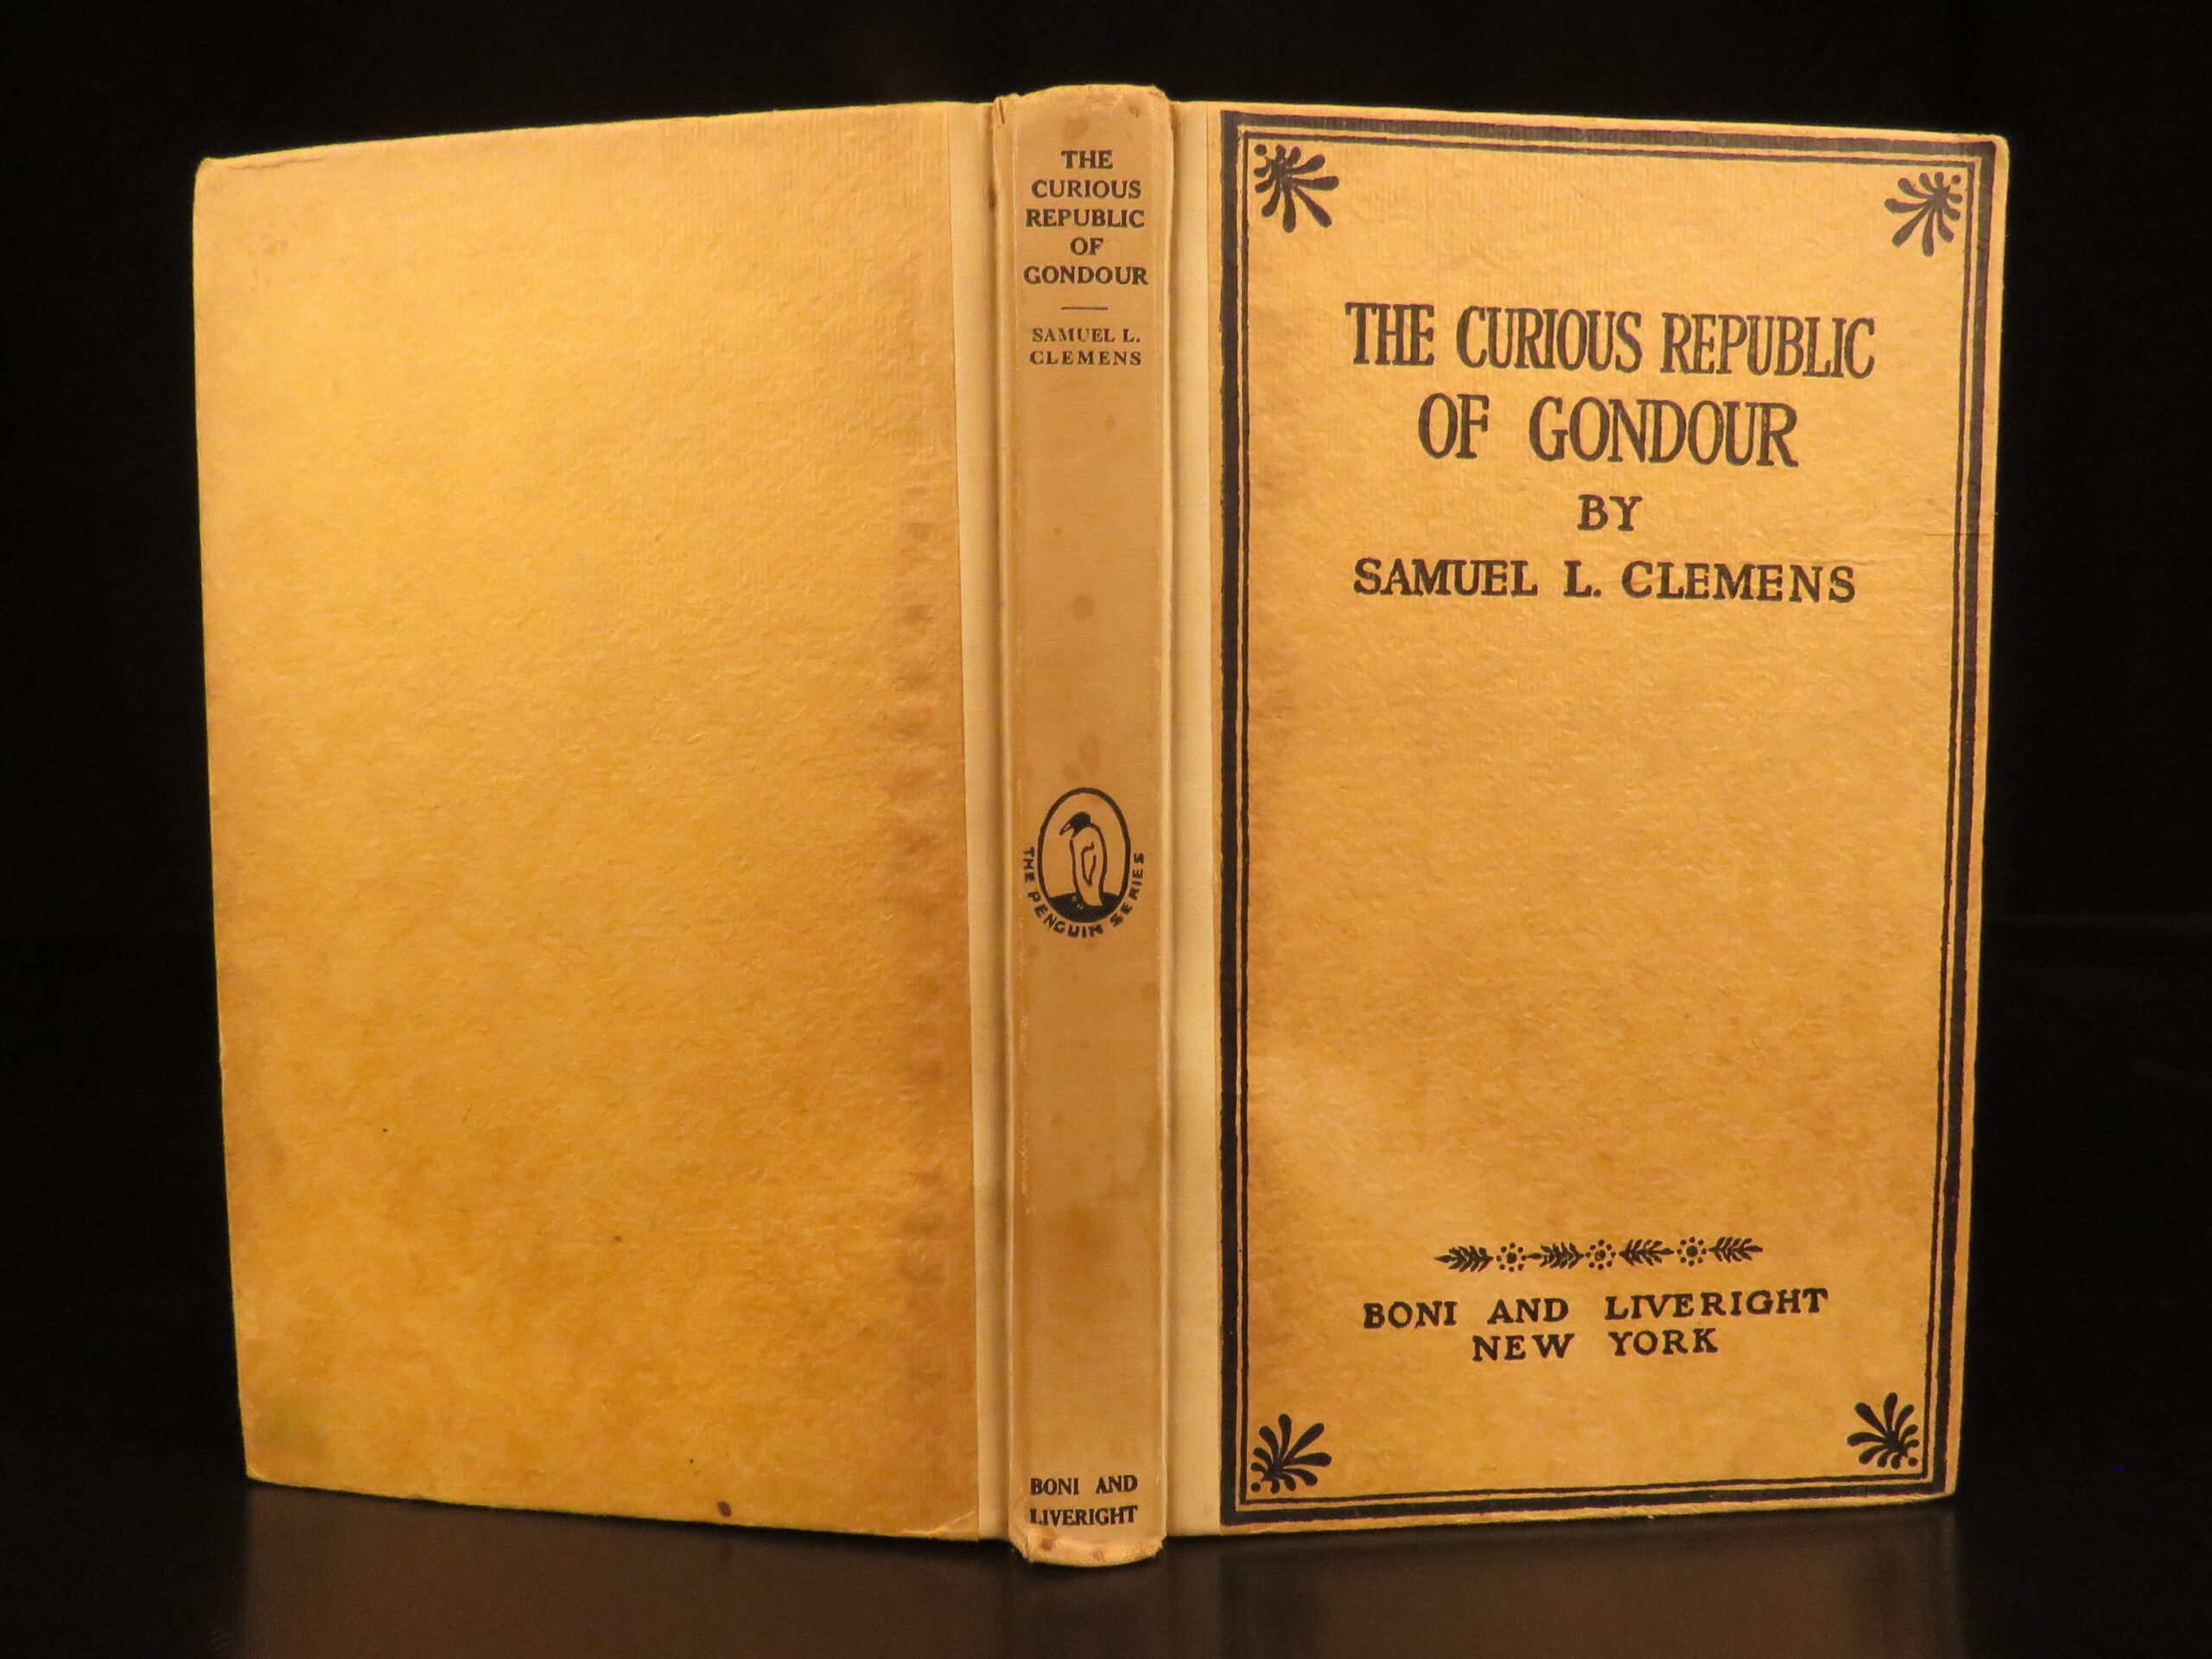 THE
CURIOUS
REPUBLIC
OF
GONDOUR
SAMUEL L.
CLEMENS
THE PENGUIN SERIES
BONI AND
LIVERIGHT
THE CURIOUS REPUBLIC
OF GONDOUR
BY
SAMUEL L. CLEMENS
BONI AND LIVERIGHT
NEW YORK